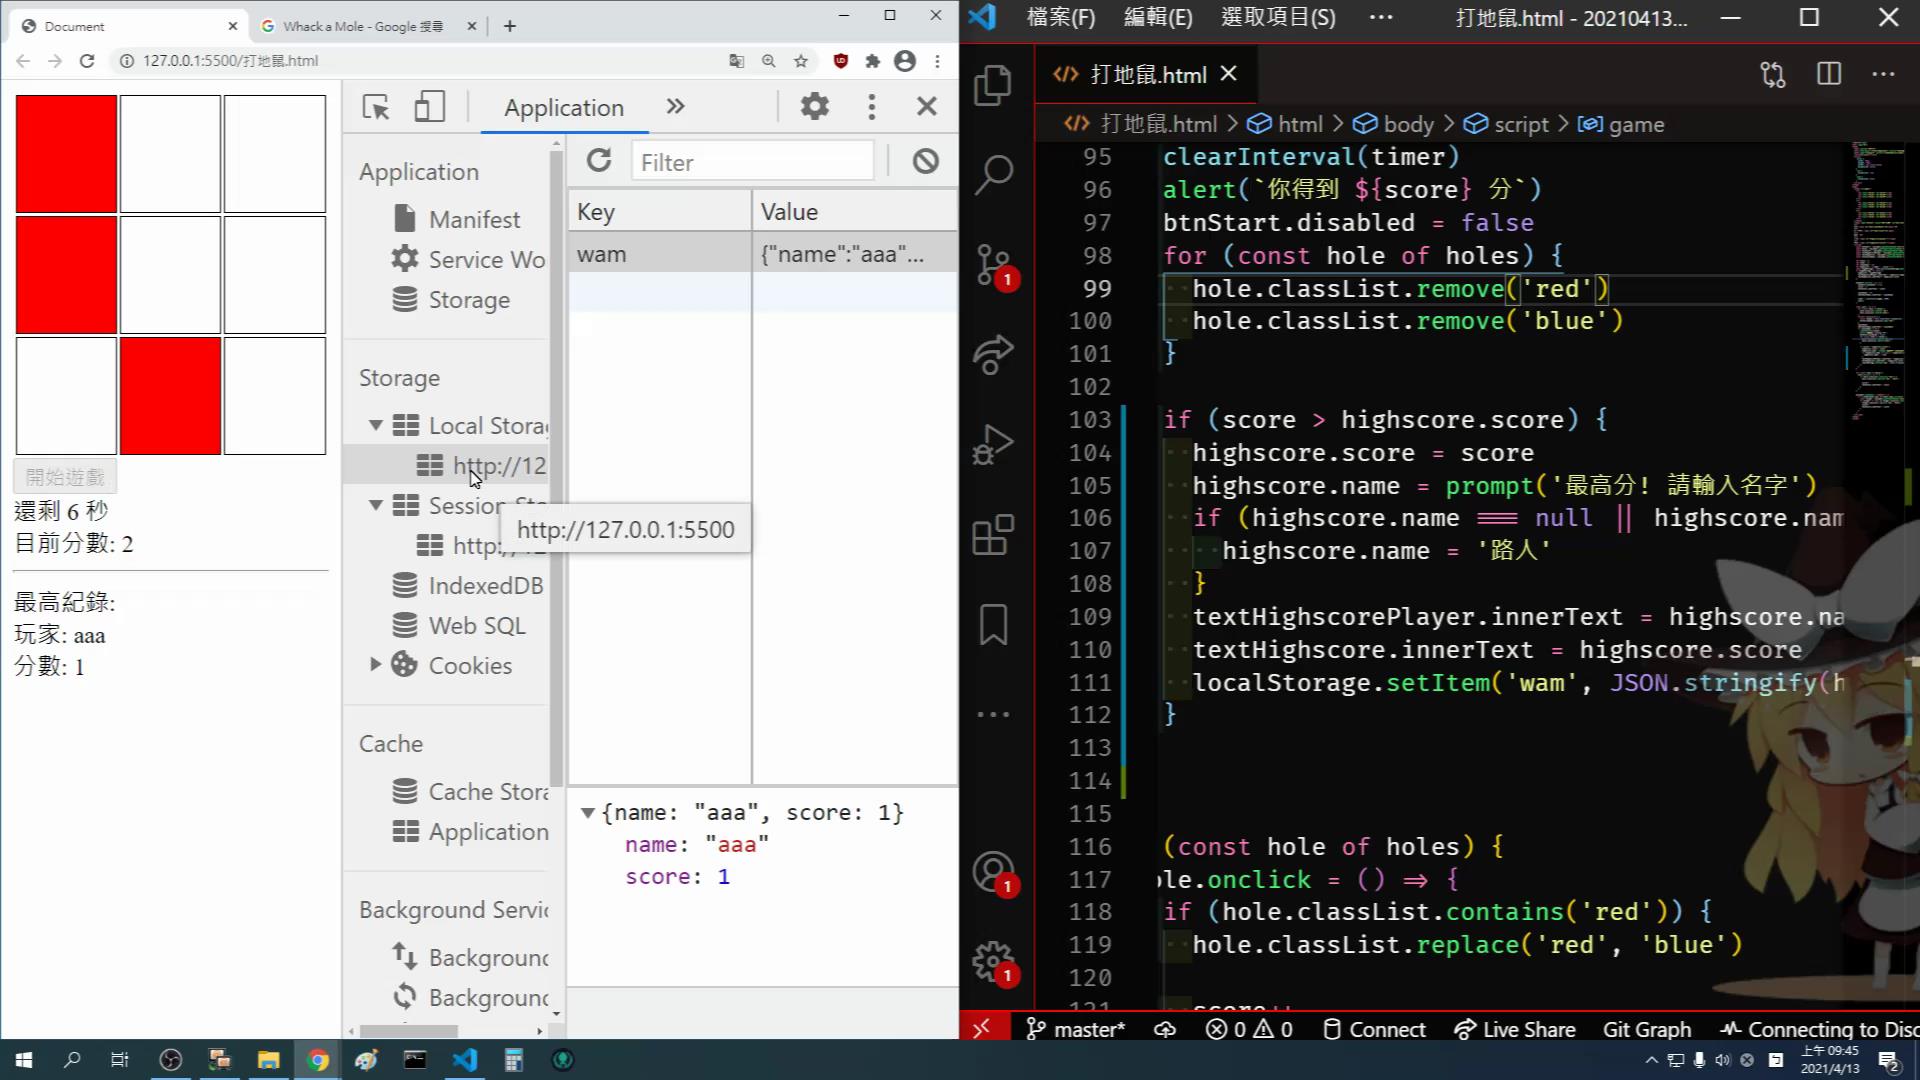 Document
Whack a Mole - Google 搜尋
127.0.0.1:5500/打地鼠.html
開始遊戲
還剩 6 秒
目前分數: 2
最高紀錄:
玩家: aaa
分數: 1
Application
Application
Manifest
Service Wo
Storage
Storage
Local Storag
http://12
Session Sto
http://12
http://127.0.0.1:5500
IndexedDB
Web SQL
Cookies
Cache
Cache Stora
Application
Background Servic
Background
Background
Filter
Key Value
wam {"name":"aaa"...
{name: "aaa", score: 1}
name: "aaa"
score: 1
檔案(F) 編輯(E) 選取項目(S) ··· 打地鼠.html - 20210413...
打地鼠.html
打地鼠.html > html > body > script > game
95 clearInterval(timer)
96 alert(`你得到 ${score} 分`)
97 btnStart.disabled = false
98 for (const hole of holes) {
99 hole.classList.remove('red')
100 hole.classList.remove('blue')
101 }
102
103 if (score > highscore.score) {
104 highscore.score = score
105 highscore.name = prompt('最高分! 請輸入名字')
106 if (highscore.name === null || highscore.nam
107 highscore.name = '路人'
108 }
109 textHighscorePlayer.innerText = highscore.na
110 textHighscore.innerText = highscore.score
111 localStorage.setItem('wam', JSON.stringify(h
112 }
113
114
115
116 (const hole of holes) {
117 ole.onclick = () => {
118 if (hole.classList.contains('red')) {
119 hole.classList.replace('red', 'blue')
120
121 score++
1
1
1
master* 0 0 Connect Live Share Git Graph Connecting to Disc
上午 09:45
2021/4/13
2